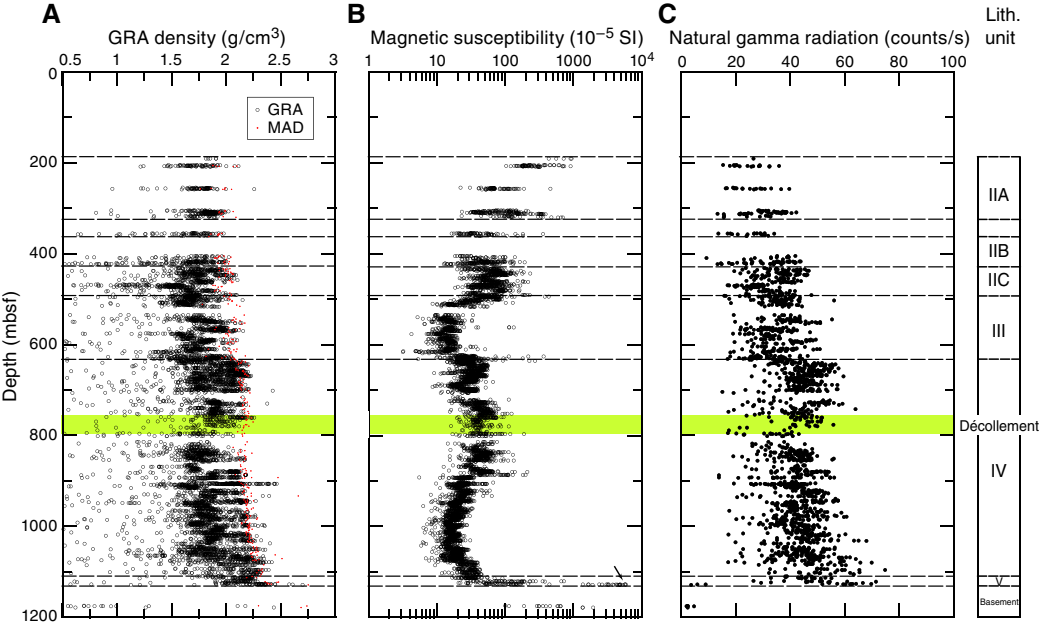 A
B
C
Lith. unit
GRA density (g/cm3)
Magnetic susceptibility (10−5 SI)
Natural gamma radiation (counts/s)
0.5 1 1.5 2 2.5 3
1 10 100 1000 104
0 20 40 60 80 100
0
GRA
MAD
200
400
600
800
1000
1200
Depth (mbsf)
IIA
IIB
IIC
III
Décollement
IV
V
Basement